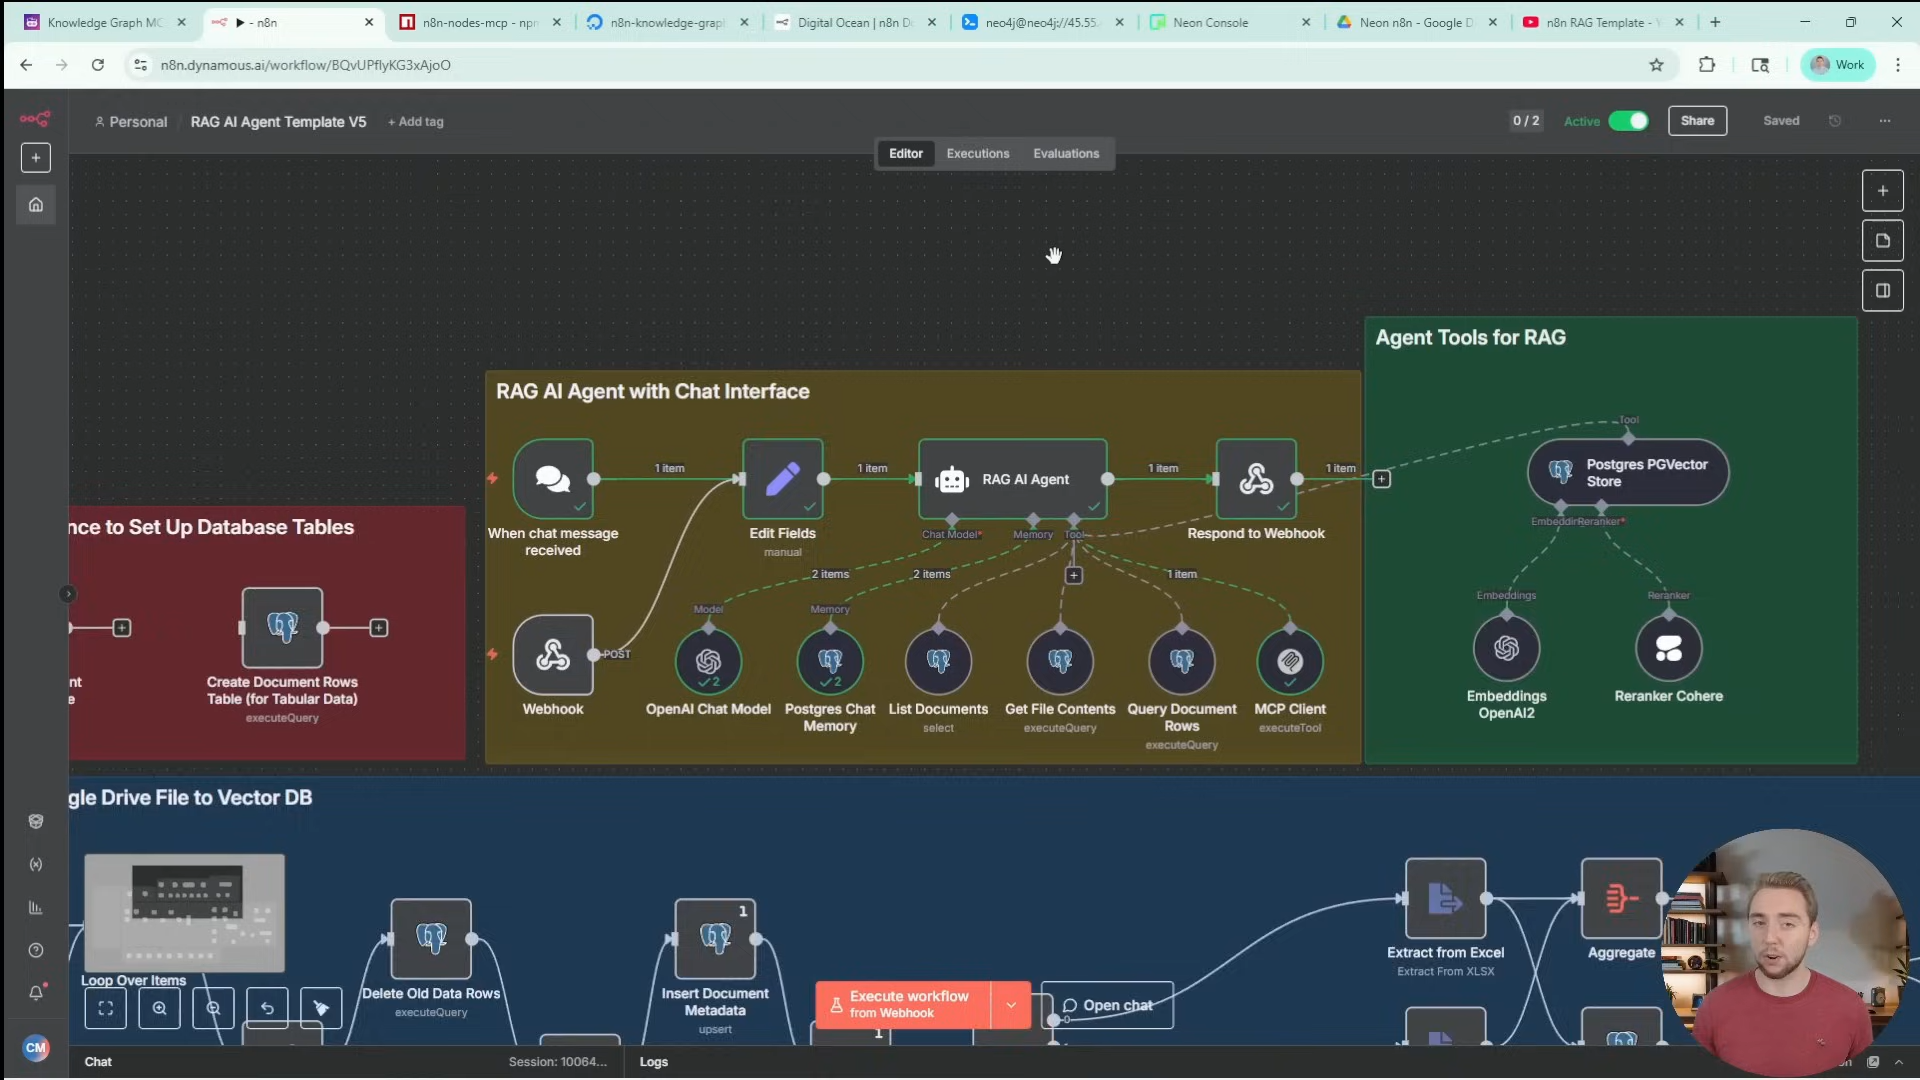 Knowledge Graph MC
▶ - n8n
n8n-nodes-mcp - npm
n8n-knowledge-grap
Digital Ocean | n8n Do
neo4j@neo4j://45.55.
Neon Console
Neon n8n - Google D
n8n RAG Template - Y
n8n.dynamous.ai/workflow/BQvUPflyKG3xAjoO
Work
Personal
RAG AI Agent Template V5
+ Add tag
0 / 2
Active
Share
Saved
Editor
Executions
Evaluations
Agent Tools for RAG
RAG AI Agent with Chat Interface
Tool
Postgres PGVector
Store
Reranker*
Embeddings
Reranker
Embeddings
OpenAI2
Reranker Cohere
1 item
1 item
1 item
1 item
RAG AI Agent
When chat message
received
Edit Fields
manual
Chat Model*
Memory
Tool
Respond to Webhook
2 items
2 items
1 item
Model
Memory
POST
Webhook
OpenAI Chat Model
2
Postgres Chat
Memory
2
List Documents
select
Get File Contents
executeQuery
Query Document
Rows
executeQuery
MCP Client
executeTool
nce to Set Up Database Tables
nt
e
Create Document Rows
Table (for Tabular Data)
executeQuery
gle Drive File to Vector DB
Loop Over Items
Delete Old Data Rows
executeQuery
1
Insert Document
Metadata
upsert
Execute workflow
from Webhook
Open chat
0
1
Extract from Excel
Extract From XLSX
Aggregate
CM
Chat
Session: 10064...
Logs